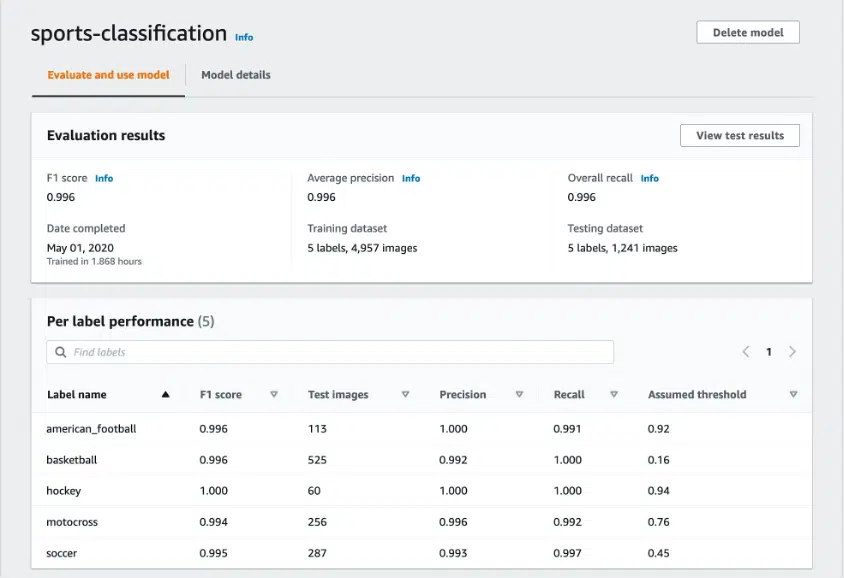 sports-classification Info
Delete model
Evaluate and use model Model details
Evaluation results
View test results
F1 score Info Average precision Info Overall recall Info
0.996 0.996 0.996
Date completed Training dataset Testing dataset
May 01, 2020 5 labels, 4,957 images 5 labels, 1,241 images
Trained in 1.868 hours
Per label performance (5)
Find labels
1
Label name F1 score Test images Precision Recall Assumed threshold
american_football 0.996 113 1.000 0.991 0.92
basketball 0.996 525 0.992 1.000 0.16
hockey 1.000 60 1.000 1.000 0.94
motocross 0.994 256 0.996 0.992 0.76
soccer 0.995 287 0.993 0.997 0.45